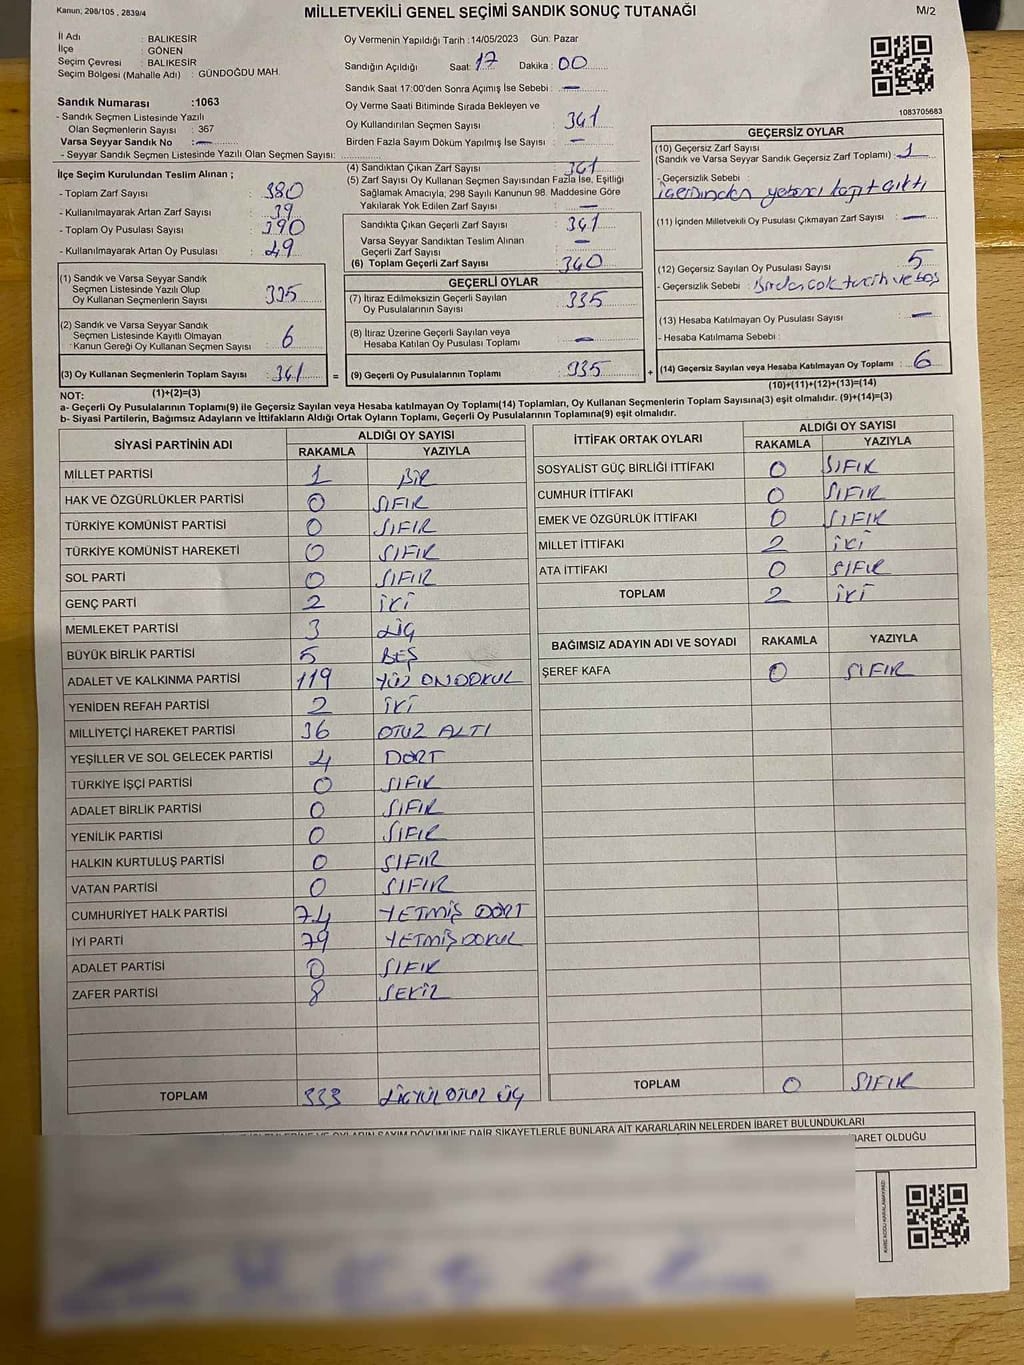 Kanun; 298/105 , 2839/4
MİLLETVEKİLİ GENEL SEÇİMİ SANDIK SONUÇ TUTANAĞI
M/2
İl Adı : BALIKESİR
İlçe : GÖNEN
Seçim Çevresi : BALIKESİR
Seçim Bölgesi (Mahalle Adı) : GÜNDOĞDU MAH.
Sandık Numarası :1063
- Sandık Seçmen Listesinde Yazılı
Olan Seçmenlerin Sayısı : 367
Varsa Seyyar Sandık No : —
- Seyyar Sandık Seçmen Listesinde Yazılı Olan Seçmen Sayısı:
Oy Vermenin Yapıldığı Tarih :14/05/2023 Gün: Pazar
Sandığın Açıldığı Saat: 17 Dakika : 00
Sandık Saat 17:00'den Sonra Açılmış İse Sebebi : —
Oy Verme Saati Bitiminde Sırada Bekleyen ve
Oy Kullandırılan Seçmen Sayısı : 341
Birden Fazla Sayım Döküm Yapılmış İse Sayısı : —
1083705683
İlçe Seçim Kurulundan Teslim Alınan ;
- Toplam Zarf Sayısı : 380
- Kullanılmayarak Artan Zarf Sayısı : 39
- Toplam Oy Pusulası Sayısı : 390
- Kullanılmayarak Artan Oy Pusulası : 49
(1) Sandık ve Varsa Seyyar Sandık
Seçmen Listesinde Yazılı Olup
Oy Kullanan Seçmenlerin Sayısı : 335
(2) Sandık ve Varsa Seyyar Sandık
Seçmen Listesinde Kayıtlı Olmayan
Kanun Gereği Oy Kullanan Seçmen Sayısı : 6
(3) Oy Kullanan Seçmenlerin Toplam Sayısı : 341
(1)+(2)=(3)
(4) Sandıktan Çıkan Zarf Sayısı : 341
(5) Zarf Sayısı Oy Kullanan Seçmen Sayısından Fazla İse, Eşitliği
Sağlamak Amacıyla, 298 Sayılı Kanunun 98. Maddesine Göre
Yakılarak Yok Edilen Zarf Sayısı : —
Sandıkta Çıkan Geçerli Zarf Sayısı : 341
Varsa Seyyar Sandıktan Teslim Alınan
Geçerli Zarf Sayısı : —
(6) Toplam Geçerli Zarf Sayısı : 340
GEÇERLİ OYLAR
(7) İtiraz Edilmeksizin Geçerli Sayılan
Oy Pusulalarının Sayısı : 335
(8) İtiraz Üzerine Geçerli Sayılan veya
Hesaba Katılan Oy Pusulası Toplamı : —
= (9) Geçerli Oy Pusulalarının Toplamı : 335
GEÇERSİZ OYLAR
(10) Geçersiz Zarf Sayısı
(Sandık ve Varsa Seyyar Sandık Geçersiz Zarf Toplamı) : 1
- Geçersizlik Sebebi :
kağıt çıktı
(11) İçinden Milletvekili Oy Pusulası Çıkmayan Zarf Sayısı : —
(12) Geçersiz Sayılan Oy Pusulası Sayısı : 5
- Geçersizlik Sebebi : Birden çok tercih ve boş
(13) Hesaba Katılmayan Oy Pusulası Sayısı : —
- Hesaba Katılmama Sebebi :
+ (14) Geçersiz Sayılan veya Hesaba Katılmayan Oy Toplamı : 6
(10)+(11)+(12)+(13)=(14)
NOT:
a- Geçerli Oy Pusulalarının Toplamı(9) ile Geçersiz Sayılan veya Hesaba katılmayan Oy Toplamı(14) Toplamları, Oy Kullanan Seçmenlerin Toplam Sayısına(3) eşit olmalıdır. (9)+(14)=(3)
b- Siyasi Partilerin, Bağımsız Adayların ve İttifakların Aldığı Ortak Oyların Toplamı, Geçerli Oy Pusulalarının Toplamına(9) eşit olmalıdır.
SİYASİ PARTİNİN ADI ALDIĞI OY SAYISI
RAKAMLA YAZIYLA
MİLLET PARTİSİ 1 BİR
HAK VE ÖZGÜRLÜKLER PARTİSİ 0 SIFIR
TÜRKİYE KOMÜNİST PARTİSİ 0 SIFIR
TÜRKİYE KOMÜNİST HAREKETİ 0 SIFIR
SOL PARTİ 0 SIFIR
GENÇ PARTİ 2 İKİ
MEMLEKET PARTİSİ 3 ÜÇ
BÜYÜK BİRLİK PARTİSİ 5 BEŞ
ADALET VE KALKINMA PARTİSİ 119 YÜZ ONDOKUZ
YENİDEN REFAH PARTİSİ 2 İKİ
MİLLİYETÇİ HAREKET PARTİSİ 36 OTUZ ALTI
YEŞİLLER VE SOL GELECEK PARTİSİ 4 DÖRT
TÜRKİYE İŞÇİ PARTİSİ 0 SIFIR
ADALET BİRLİK PARTİSİ 0 SIFIR
YENİLİK PARTİSİ 0 SIFIR
HALKIN KURTULUŞ PARTİSİ 0 SIFIR
VATAN PARTİSİ 0 SIFIR
CUMHURİYET HALK PARTİSİ 74 YETMİŞ DÖRT
İYİ PARTİ 79 YETMİŞ DOKUZ
ADALET PARTİSİ 0 SIFIR
ZAFER PARTİSİ 8 SEKİZ
TOPLAM 333 ÜÇYÜZ OTUZ ÜÇ
İTTİFAK ORTAK OYLARI ALDIĞI OY SAYISI
RAKAMLA YAZIYLA
SOSYALİST GÜÇ BİRLİĞİ İTTİFAKI 0 SIFIR
CUMHUR İTTİFAKI 0 SIFIR
EMEK VE ÖZGÜRLÜK İTTİFAKI 0 SIFIR
MİLLET İTTİFAKI 2 İKİ
ATA İTTİFAKI 0 SIFIR
TOPLAM 2 İKİ
BAĞIMSIZ ADAYIN ADI VE SOYADI RAKAMLA YAZIYLA
ŞEREF KAFA 0 SIFIR
TOPLAM 0 SIFIR
OYLARIN SAYIM DÖKÜMÜNE DAİR ŞİKAYETLERLE BUNLARA AİT KARARLARIN NELERDEN İBARET BULUNDUKLARI
İBARET OLDUĞU